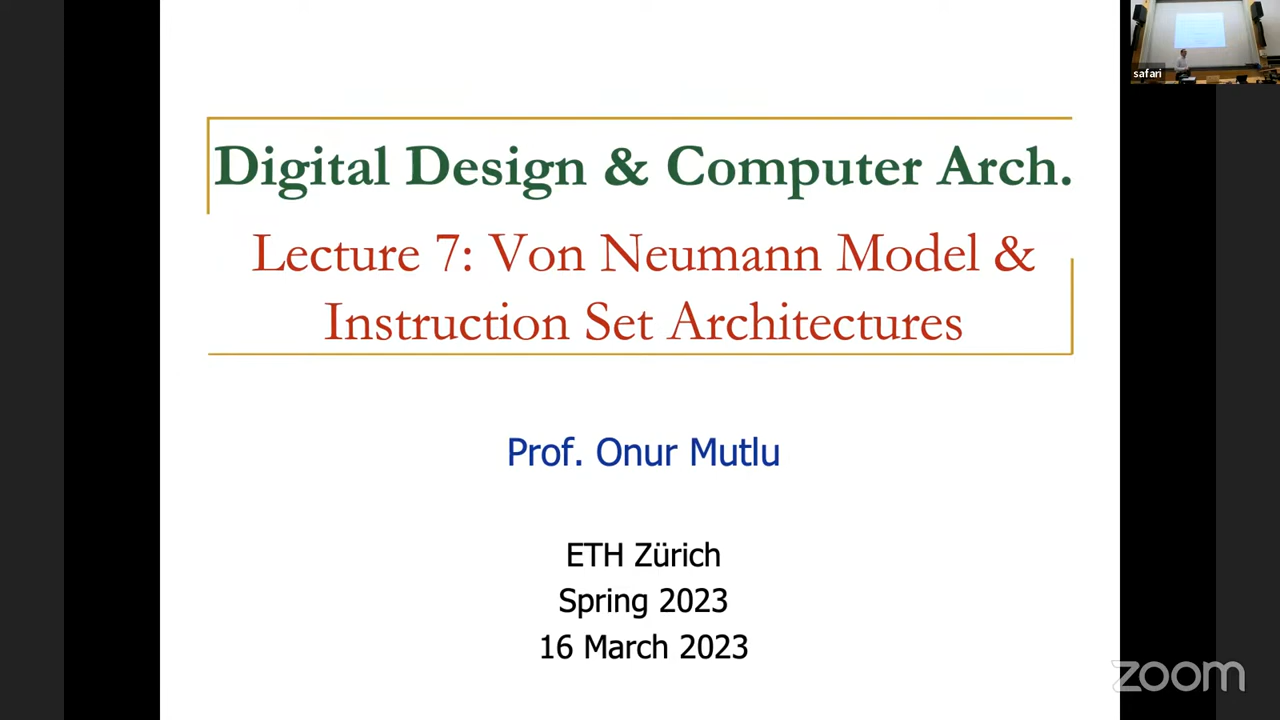 safari
Digital Design & Computer Arch.
Lecture 7: Von Neumann Model &
Instruction Set Architectures
Prof. Onur Mutlu
ETH Zürich
Spring 2023
16 March 2023
zoom